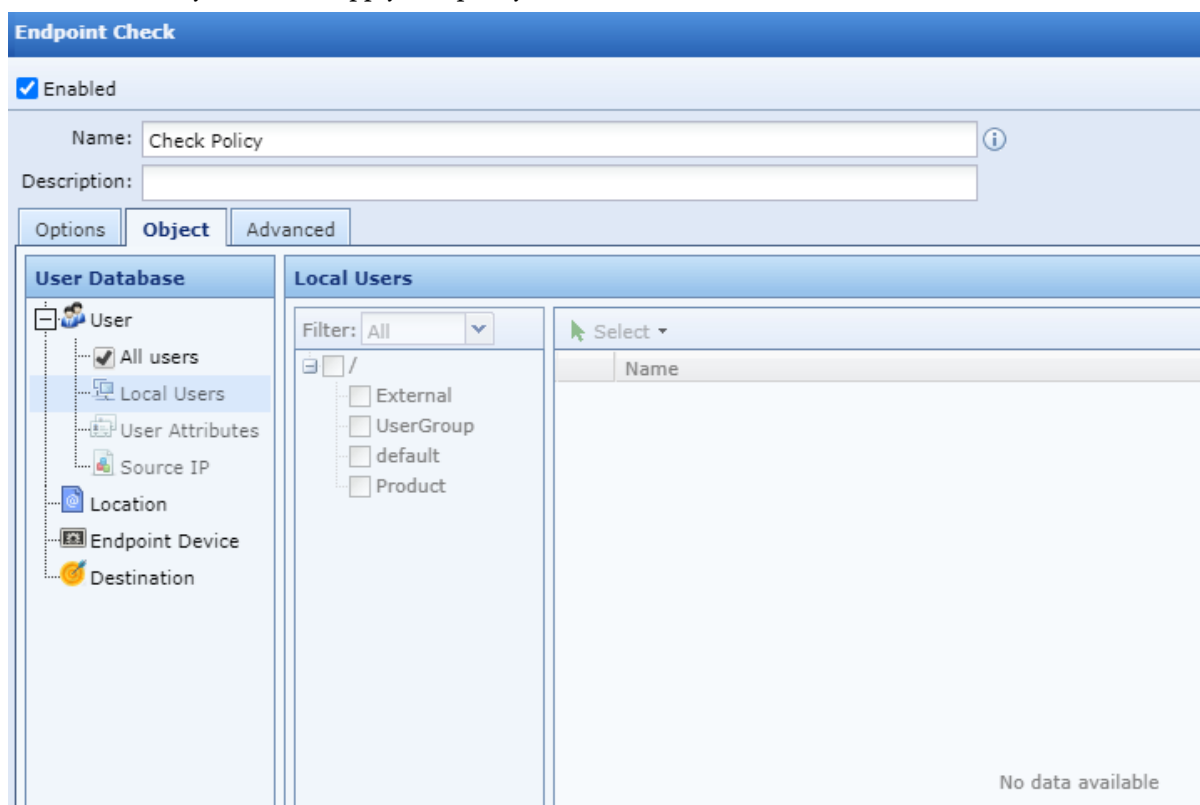 Endpoint Check
Enabled
Name: Check Policy
Description:
Options Object Advanced
User Database
User
All users
Local Users
User Attributes
Source IP
Location
Endpoint Device
Destination
Local Users
Filter: All
/
External
UserGroup
default
Product
Select
Name
No data available